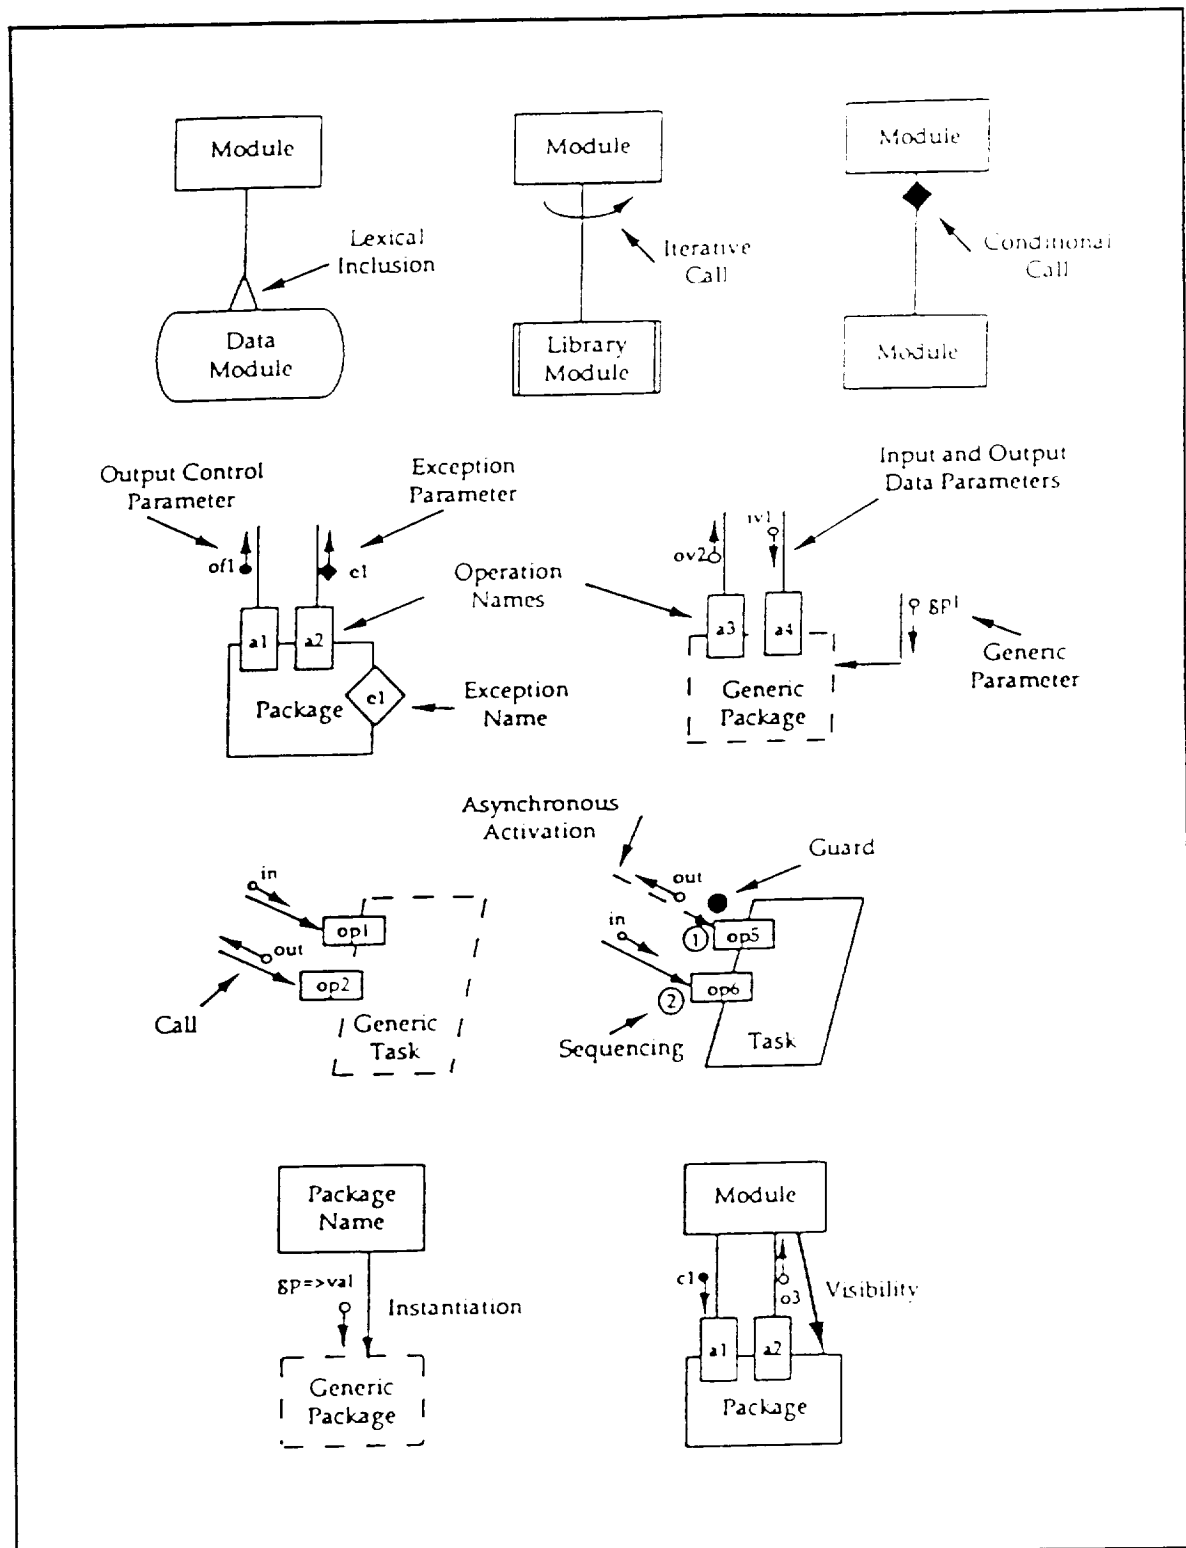 Module
Module
Module
Lexical
Inclusion
Iterative
Call
Conditional
Call
Data
Module
Library
Module
Module
Output Control
Parameter
Exception
Parameter
Input and Output
Data Parameters
of1
e1
ov2
iv1
Operation
Names
gp1
a1
a2
a3
a4
Generic
Parameter
Package
e1
Exception
Name
Generic
Package
Asynchronous
Activation
Guard
in
out
op1
out
op2
Call
Generic
Task
out
in
1
op5
2
op6
Sequencing
Task
Package
Name
Module
gp=>val
Instantiation
c1
o3
Visibility
a1
a2
Generic
Package
Package